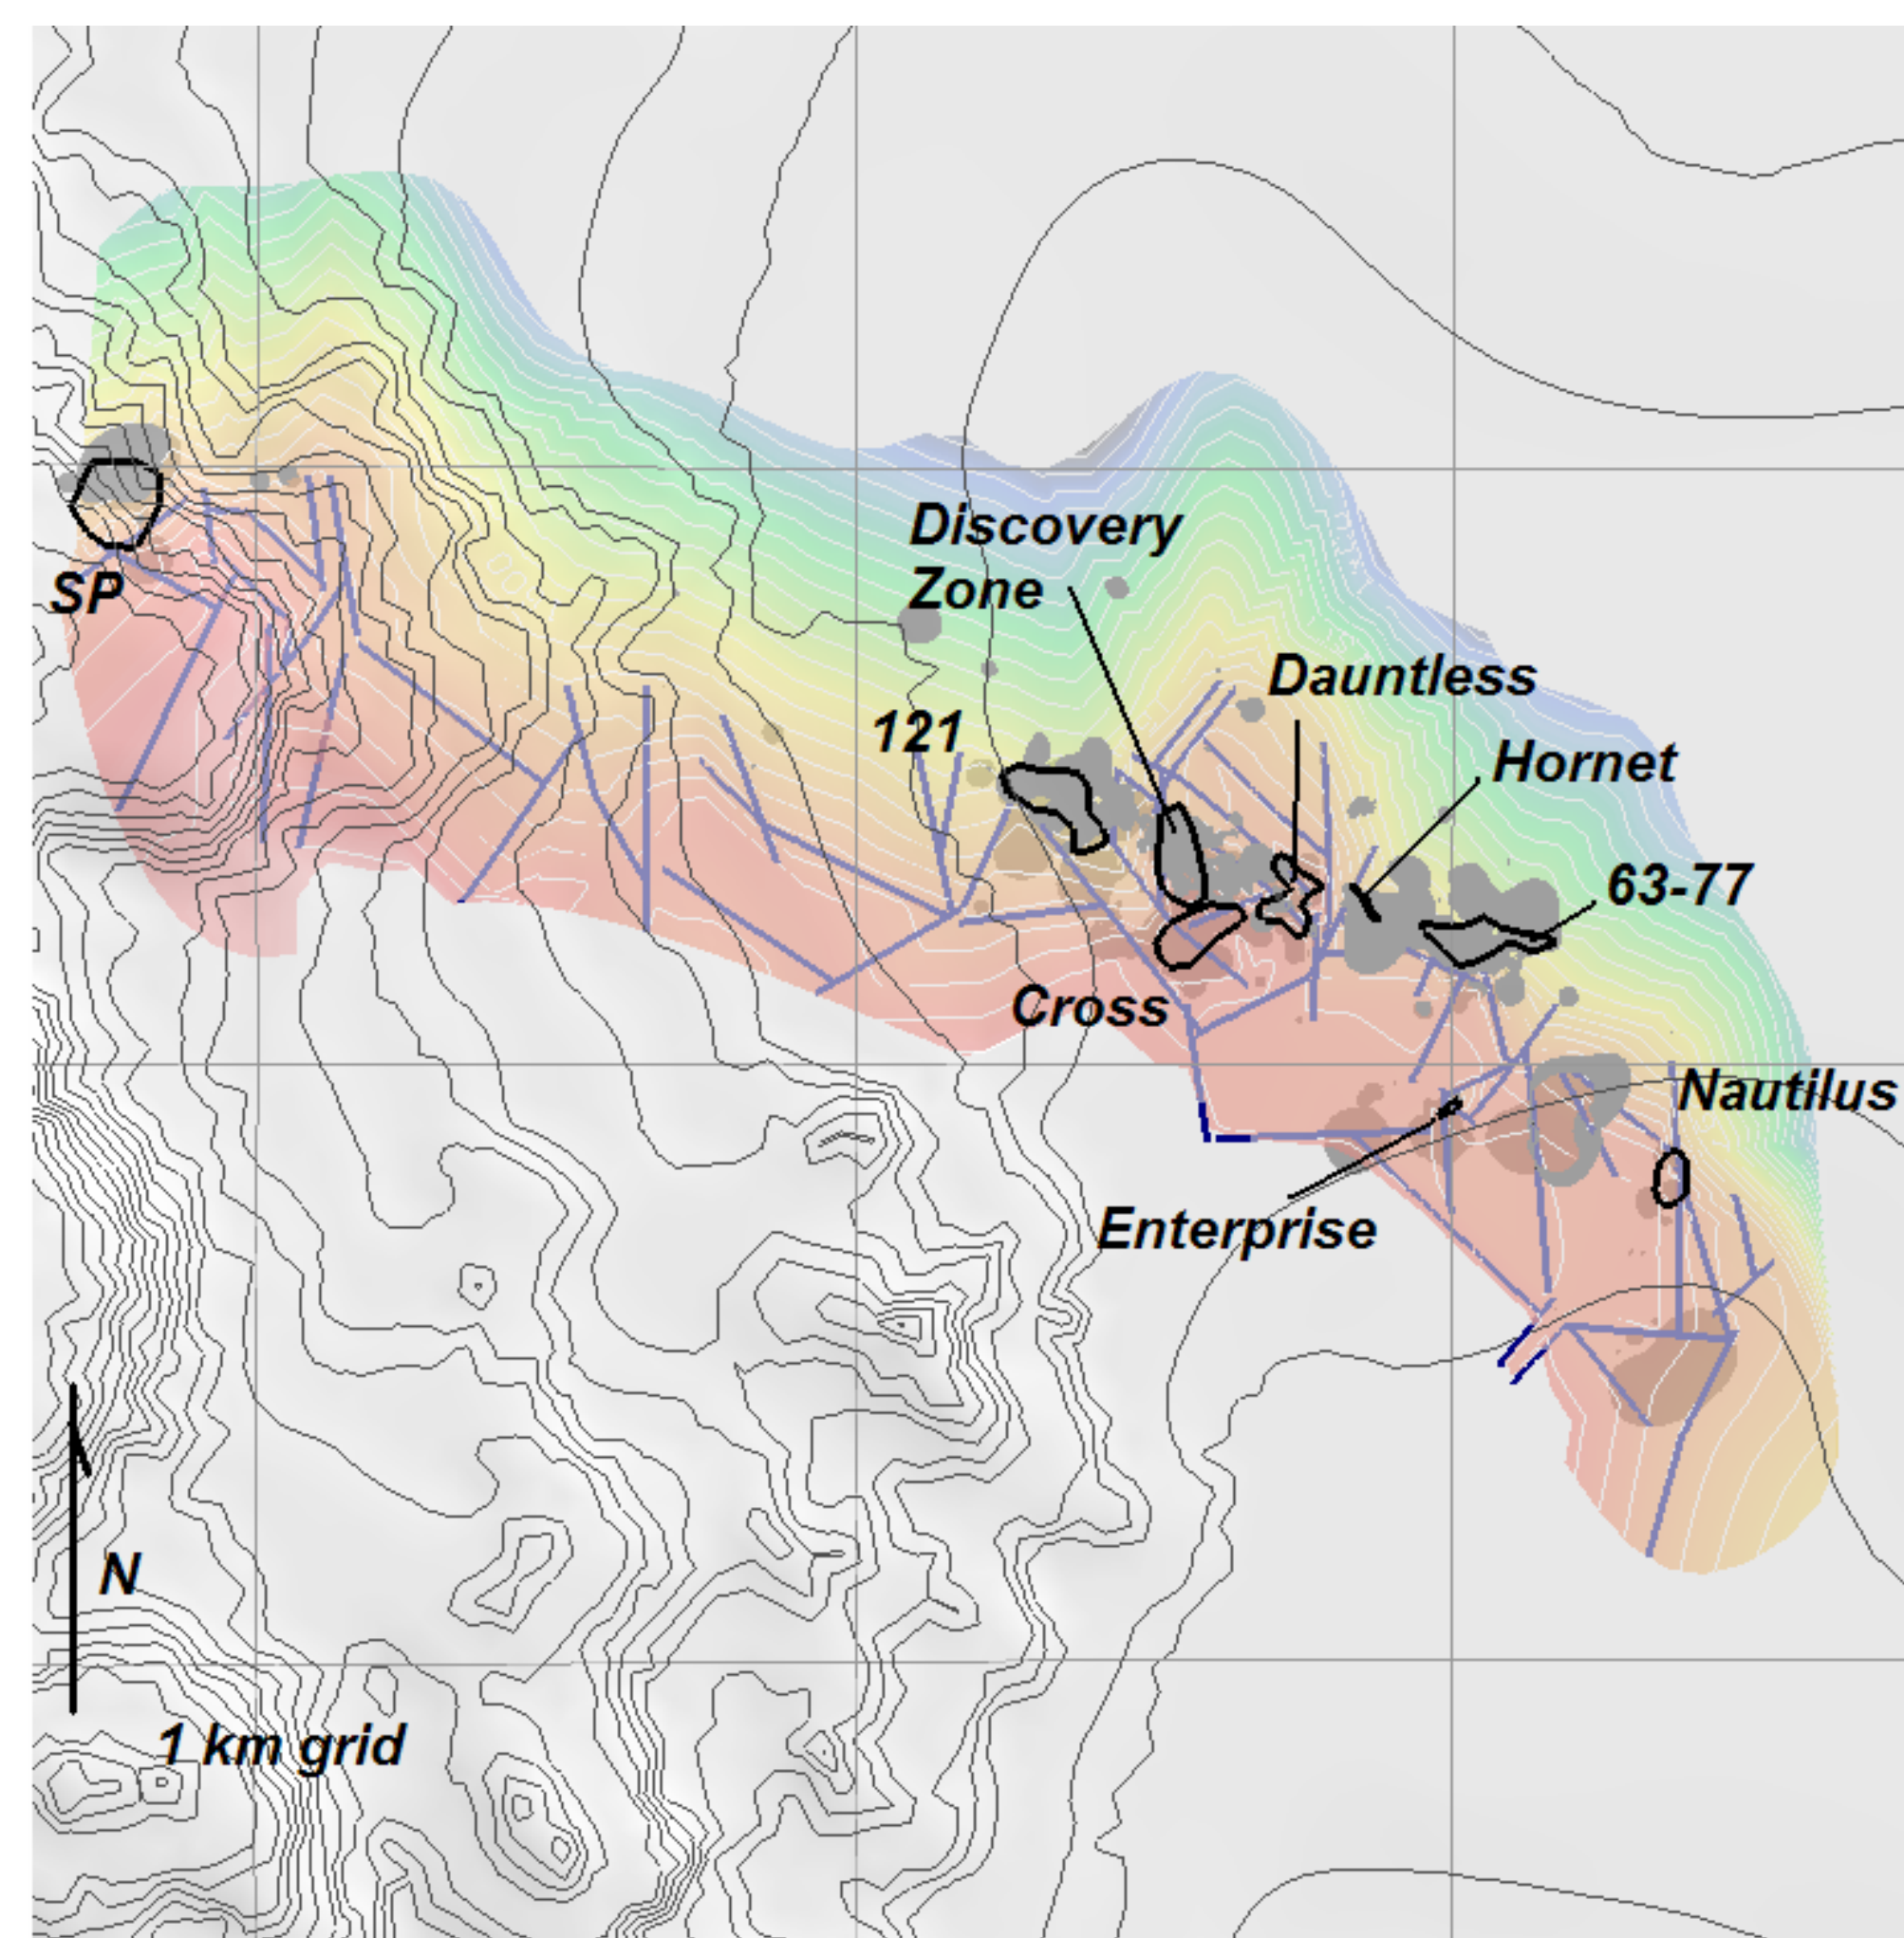 Discovery
Zone
SP
Dauntless
121
Hornet
63-77
Cross
Nautilus
Enterprise
N
1 km grid